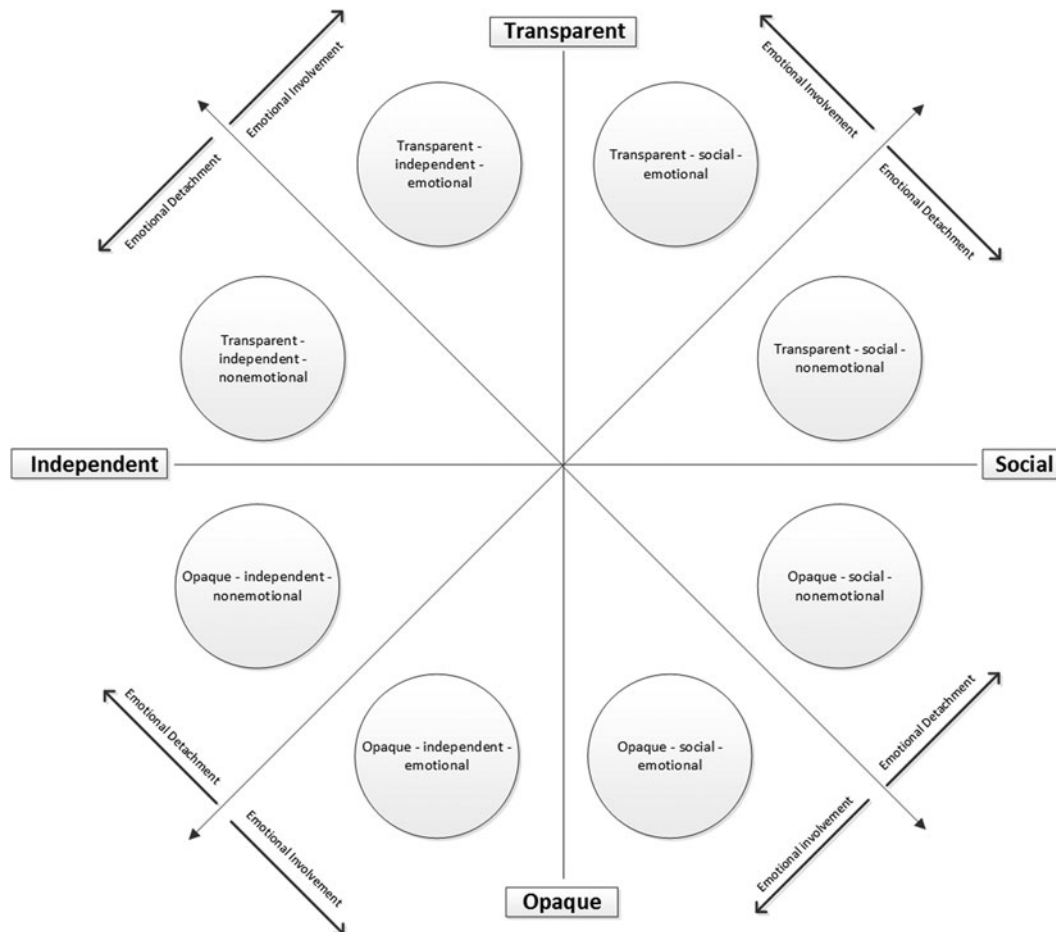 Transparent
Emotional Involvement
Emotional Detachment
Emotional Involvement
Emotional Detachment
Transparent -
independent -
emotional
Transparent - social -
emotional
Transparent -
independent -
nonemotional
Transparent - social -
nonemotional
Independent
Social
Opaque - independent -
nonemotional
Opaque - social -
nonemotional
Opaque - independent -
emotional
Opaque - social -
emotional
Emotional Detachment
Emotional Involvement
Emotional Detachment
Emotional involvement
Opaque